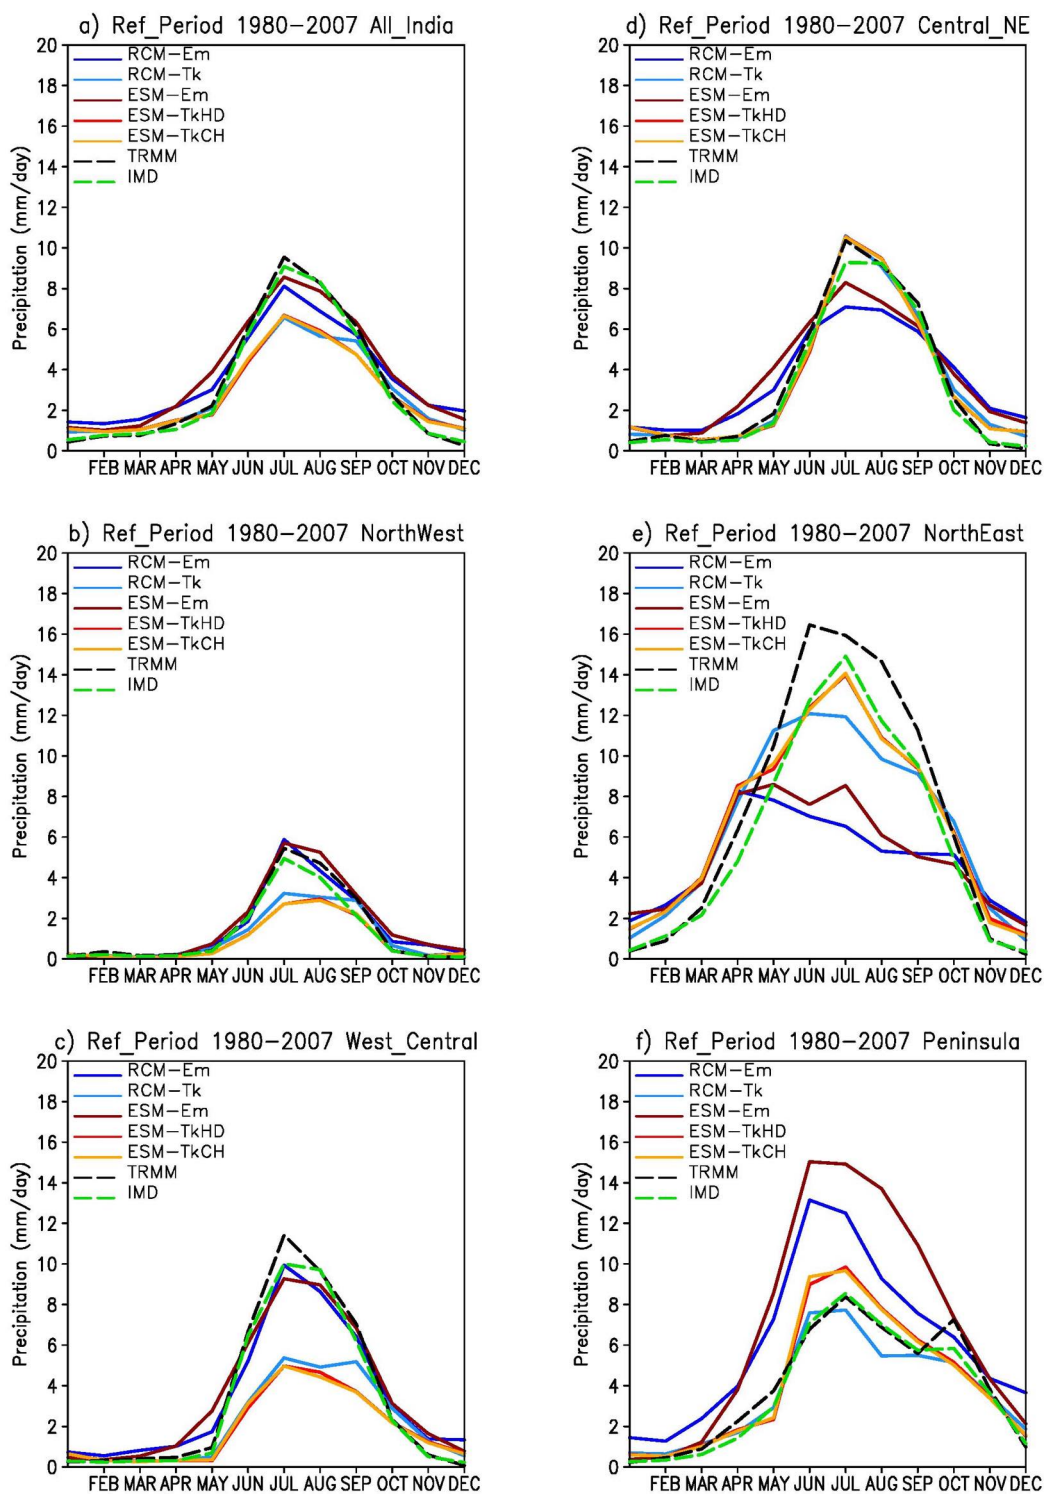 a) Ref_Period 1980−2007 All_India
Precipitation (mm/day)
20
18
16
14
12
10
8
6
4
2
0
RCM−Em
RCM−Tk
ESM−Em
ESM−TkHD
ESM−TkCH
TRMM
IMD
FEB MAR APR MAY JUN JUL AUG SEP OCT NOV DEC
d) Ref_Period 1980−2007 Central_NE
Precipitation (mm/day)
20
18
16
14
12
10
8
6
4
2
0
RCM−Em
RCM−Tk
ESM−Em
ESM−TkHD
ESM−TkCH
TRMM
IMD
FEB MAR APR MAY JUN JUL AUG SEP OCT NOV DEC
b) Ref_Period 1980−2007 NorthWest
Precipitation (mm/day)
20
18
16
14
12
10
8
6
4
2
0
RCM−Em
RCM−Tk
ESM−Em
ESM−TkHD
ESM−TkCH
TRMM
IMD
FEB MAR APR MAY JUN JUL AUG SEP OCT NOV DEC
e) Ref_Period 1980−2007 NorthEast
Precipitation (mm/day)
20
18
16
14
12
10
8
6
4
2
0
RCM−Em
RCM−Tk
ESM−Em
ESM−TkHD
ESM−TkCH
TRMM
IMD
FEB MAR APR MAY JUN JUL AUG SEP OCT NOV DEC
c) Ref_Period 1980−2007 West_Central
Precipitation (mm/day)
20
18
16
14
12
10
8
6
4
2
0
RCM−Em
RCM−Tk
ESM−Em
ESM−TkHD
ESM−TkCH
TRMM
IMD
FEB MAR APR MAY JUN JUL AUG SEP OCT NOV DEC
f) Ref_Period 1980−2007 Peninsula
Precipitation (mm/day)
20
18
16
14
12
10
8
6
4
2
0
RCM−Em
RCM−Tk
ESM−Em
ESM−TkHD
ESM−TkCH
TRMM
IMD
FEB MAR APR MAY JUN JUL AUG SEP OCT NOV DEC